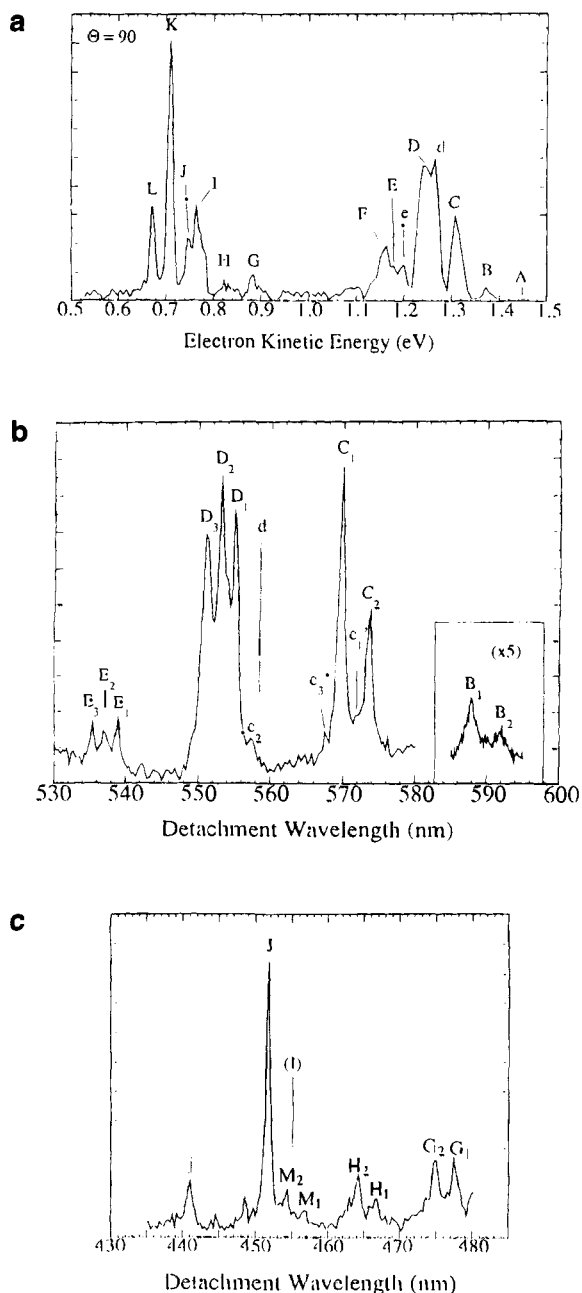 a
Θ = 90
K
L
J
I
H
G
F
E
e
D
d
C
B
A
0.5 0.6 0.7 0.8 0.9 1.0 1.1 1.2 1.3 1.4 1.5
Electron Kinetic Energy (eV)
b
E₃
E₂
E₁
D₃
D₂
D₁
d
c₂
c₃
C₁
c₁
C₂
(x5)
B₁
B₂
530 540 550 560 570 580 590 600
Detachment Wavelength (nm)
c
J
(I)
M₂
M₁
H₂
H₁
G₂
G₁
430 440 450 460 470 480
Detachment Wavelength (nm)